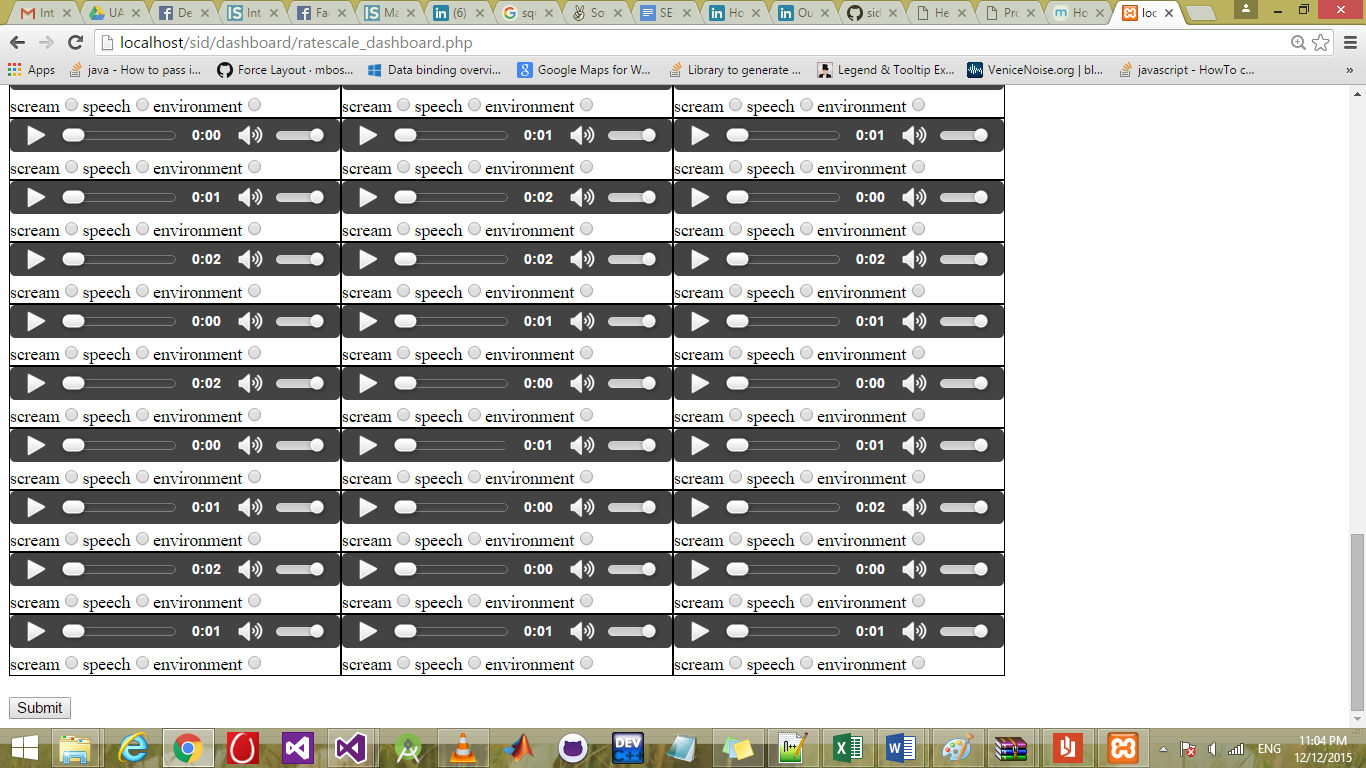 Int UA De Int Fac Ma (6) squ So SE Ho Ou sid He Pro Ho loc
localhost/sid/dashboard/ratescale_dashboard.php
Apps java - How to pass i... Force Layout · mbos... Data binding overvi... Google Maps for W... Library to generate ... Legend & Tooltip Ex... VeniceNoise.org | bl... javascript - HowTo c... »
scream speech environment scream speech environment scream speech environment
0:00 0:01 0:01
scream speech environment scream speech environment scream speech environment
0:01 0:02 0:00
scream speech environment scream speech environment scream speech environment
0:02 0:02 0:02
scream speech environment scream speech environment scream speech environment
0:00 0:01 0:01
scream speech environment scream speech environment scream speech environment
0:02 0:00 0:00
scream speech environment scream speech environment scream speech environment
0:00 0:01 0:01
scream speech environment scream speech environment scream speech environment
0:01 0:00 0:02
scream speech environment scream speech environment scream speech environment
0:02 0:00 0:00
scream speech environment scream speech environment scream speech environment
0:01 0:01 0:01
scream speech environment scream speech environment scream speech environment
Submit
DEV C++ ENG 11:04 PM
12/12/2015